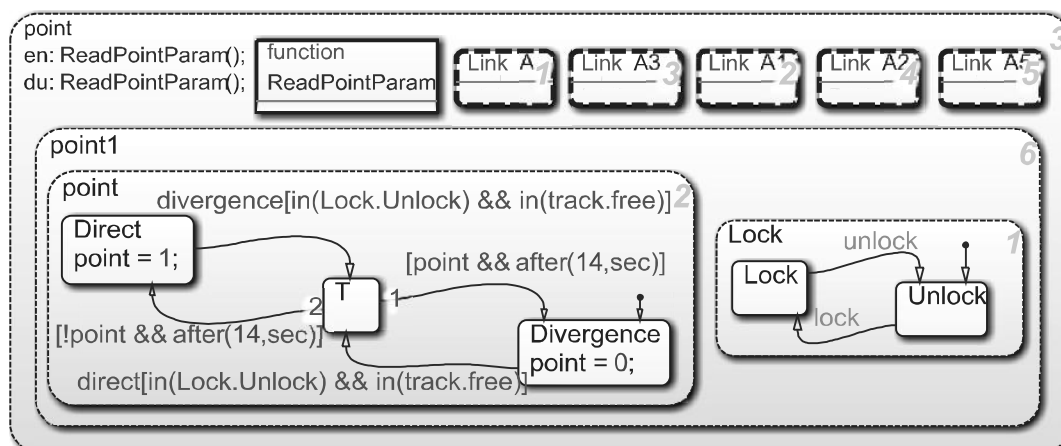 point
3
en: ReadPointParam();
du: ReadPointParam();
function
ReadPointParam
Link A
1
Link A3
3
Link A1
2
Link A2
4
Link A5
5
point1
6
point
2
divergence[in(Lock.Unlock) && in(track.free)]
Direct
point = 1;
[point && after(14,sec)]
T
2
1
[!point && after(14,sec)]
Divergence
point = 0;
direct[in(Lock.Unlock) && in(track.free)]
Lock
1
unlock
Lock
Unlock
lock